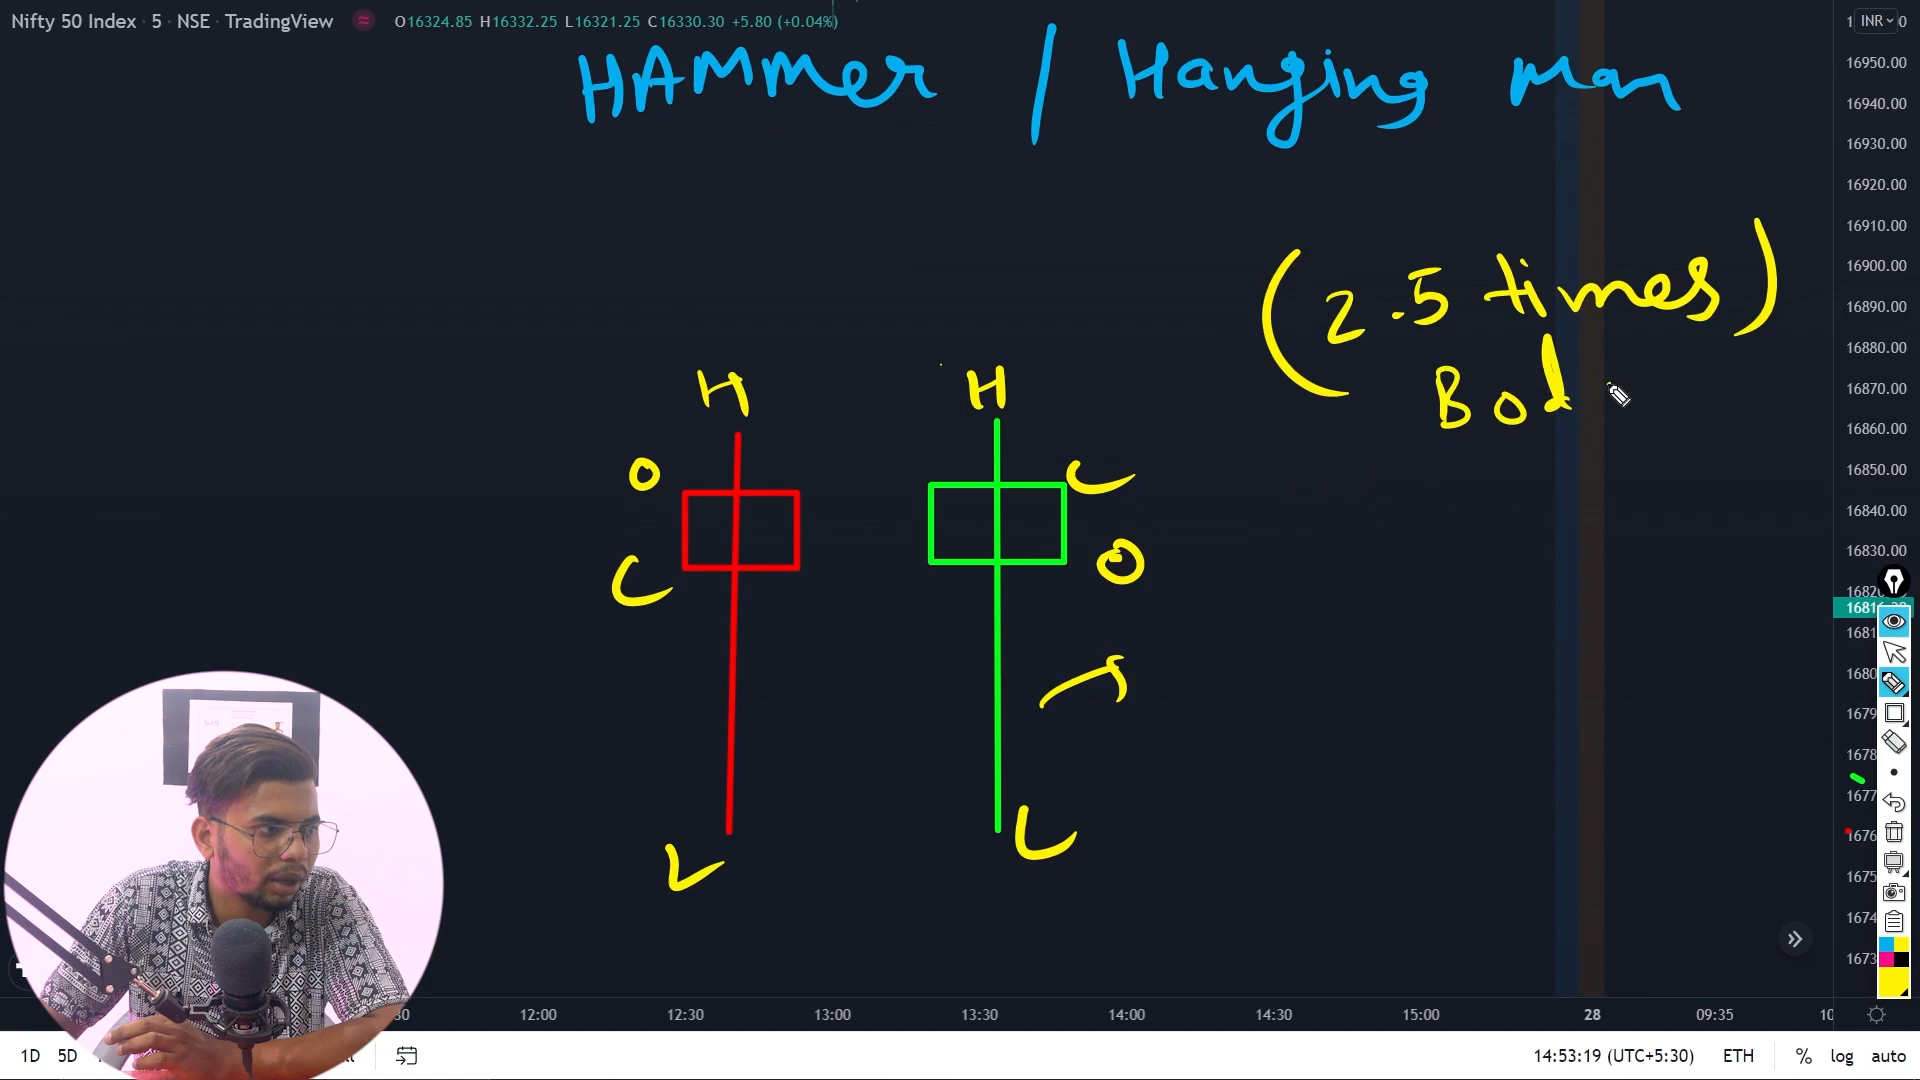 Nifty 50 Index · 5 · NSE · TradingView ≈ O16324.85 H16332.25 L16321.25 C16330.30 +5.80 (+0.04%)
INR
HAMmer / Hanging man
16950.00
16940.00
16930.00
16920.00
16910.00
16900.00
16890.00
16880.00
16870.00
16860.00
16850.00
16840.00
16830.00
(2.5 times)
Bod
H H
O C
C O
L L
12:00 12:30 13:00 13:30 14:00 14:30 15:00 28 09:35
1D 5D 14:53:19 (UTC+5:30) ETH % log auto